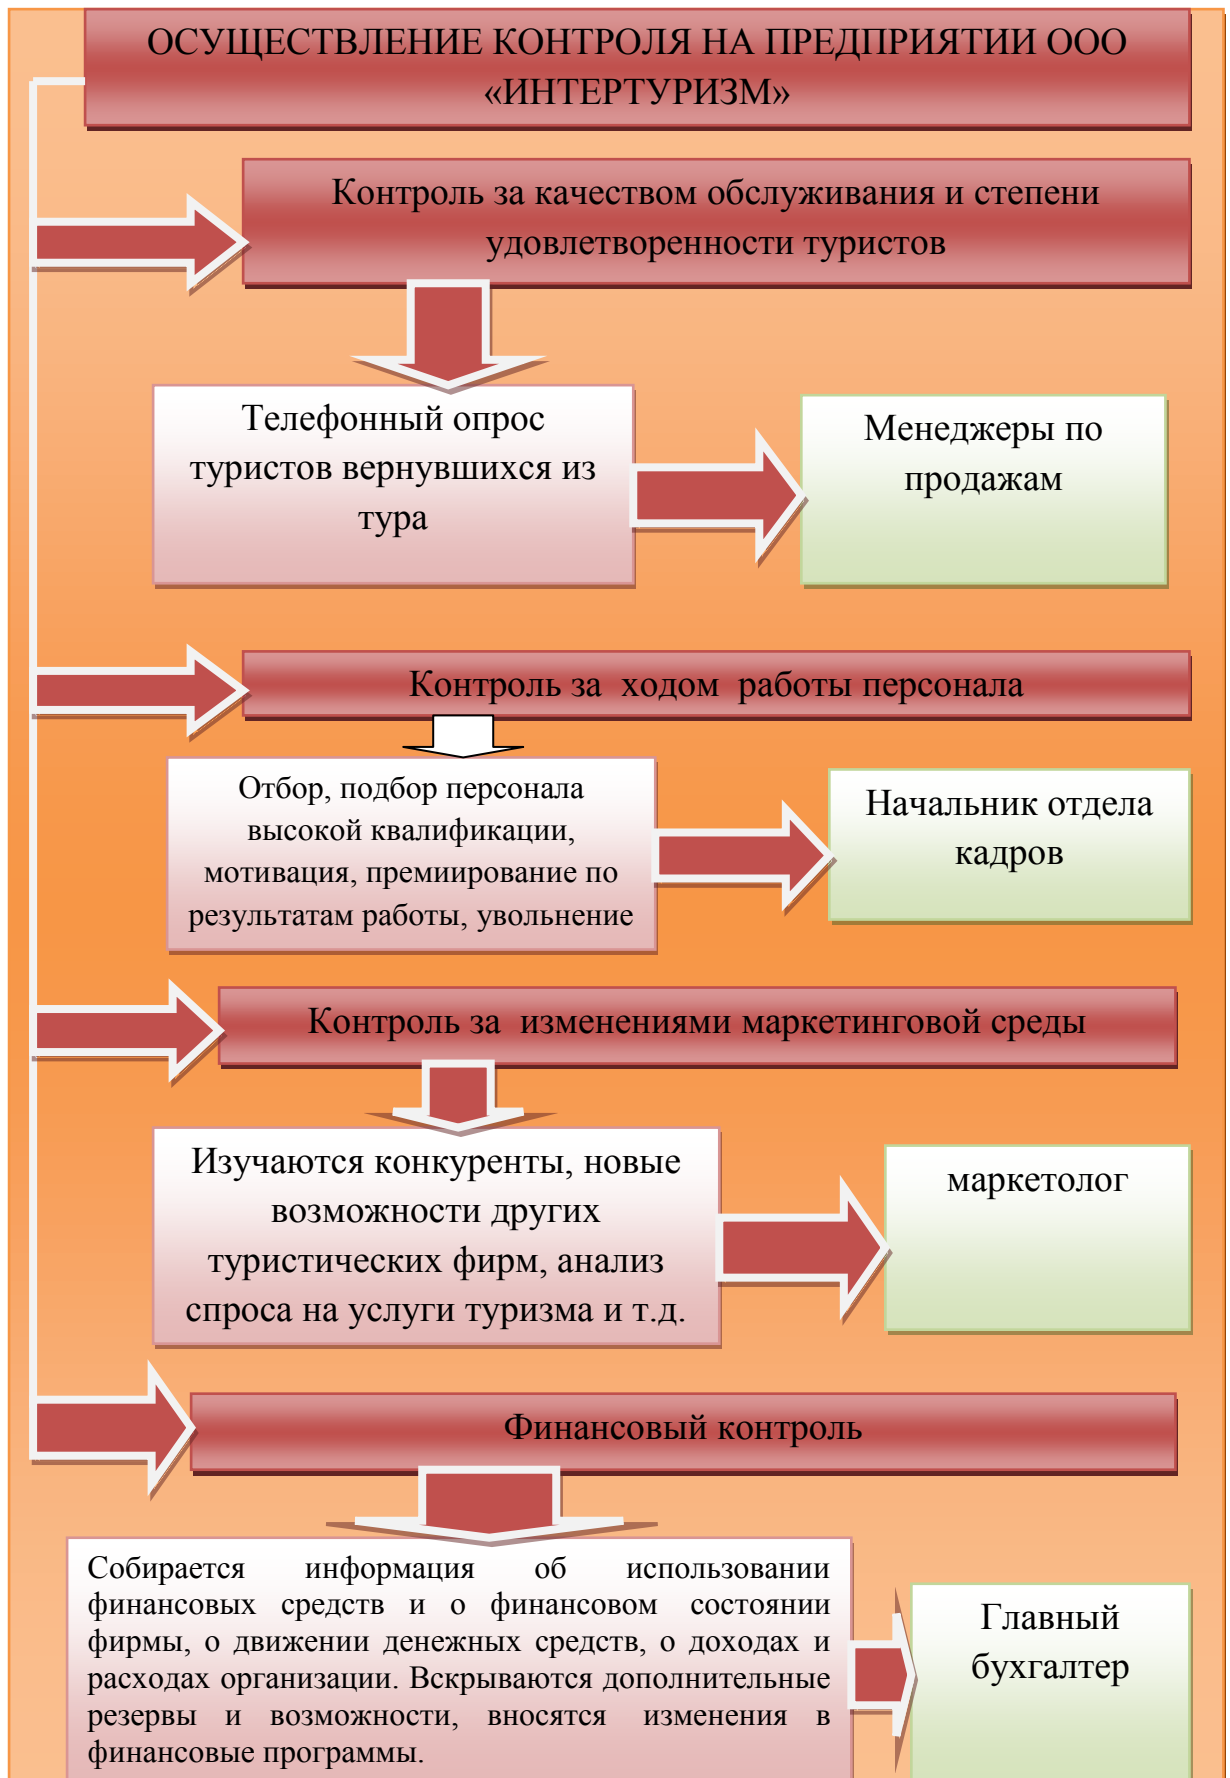 ОСУЩЕСТВЛЕНИЕ КОНТРОЛЯ НА ПРЕДПРИЯТИИ ООО
«ИНТЕРТУРИЗМ»
Контроль за качеством обслуживания и степени
удовлетворенности туристов
Телефонный опрос
туристов вернувшихся из
тура
Менеджеры по
продажам
Контроль за ходом работы персонала
Отбор, подбор персонала
высокой квалификации,
мотивация, премиирование по
результатам работы, увольнение
Начальник отдела
кадров
Контроль за изменениями маркетинговой среды
Изучаются конкуренты, новые
возможности других
туристических фирм, анализ
спроса на услуги туризма и т.д.
маркетолог
Финансовый контроль
Собирается информация об использовании
финансовых средств и о финансовом состоянии
фирмы, о движении денежных средств, о доходах и
расходах организации. Вскрываются дополнительные
резервы и возможности, вносятся изменения в
финансовые программы.
Главный
бухгалтер